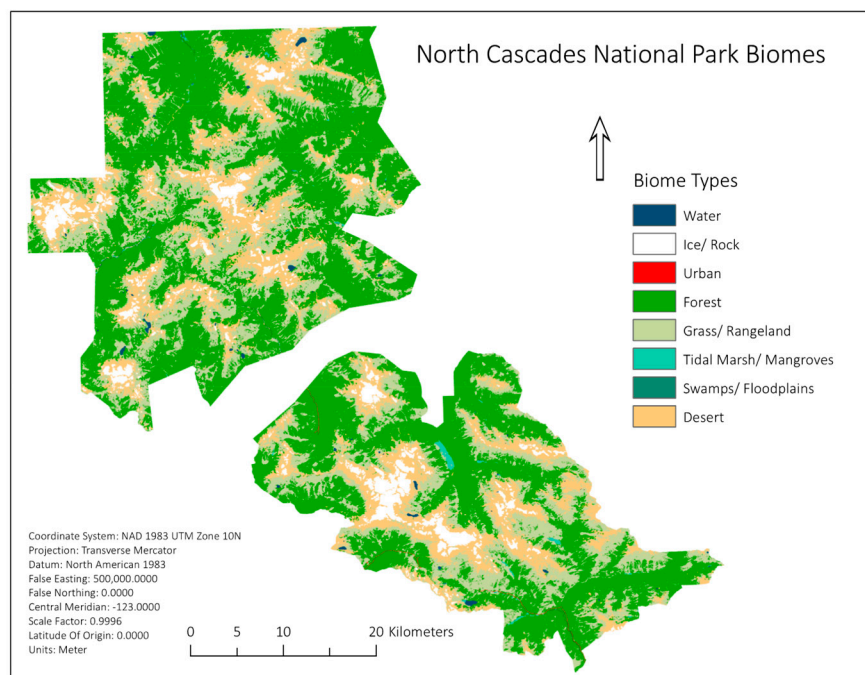 North Cascades National Park Biomes
Biome Types
Water
Ice/ Rock
Urban
Forest
Grass/ Rangeland
Tidal Marsh/ Mangroves
Swamps/ Floodplains
Desert
Coordinate System: NAD 1983 UTM Zone 10N
Projection: Transverse Mercator
Datum: North American 1983
False Easting: 500,000.0000
False Northing: 0.0000
Central Meridian: -123.0000
Scale Factor: 0.9996
Latitude Of Origin: 0.0000
Units: Meter
0 5 10 20 Kilometers